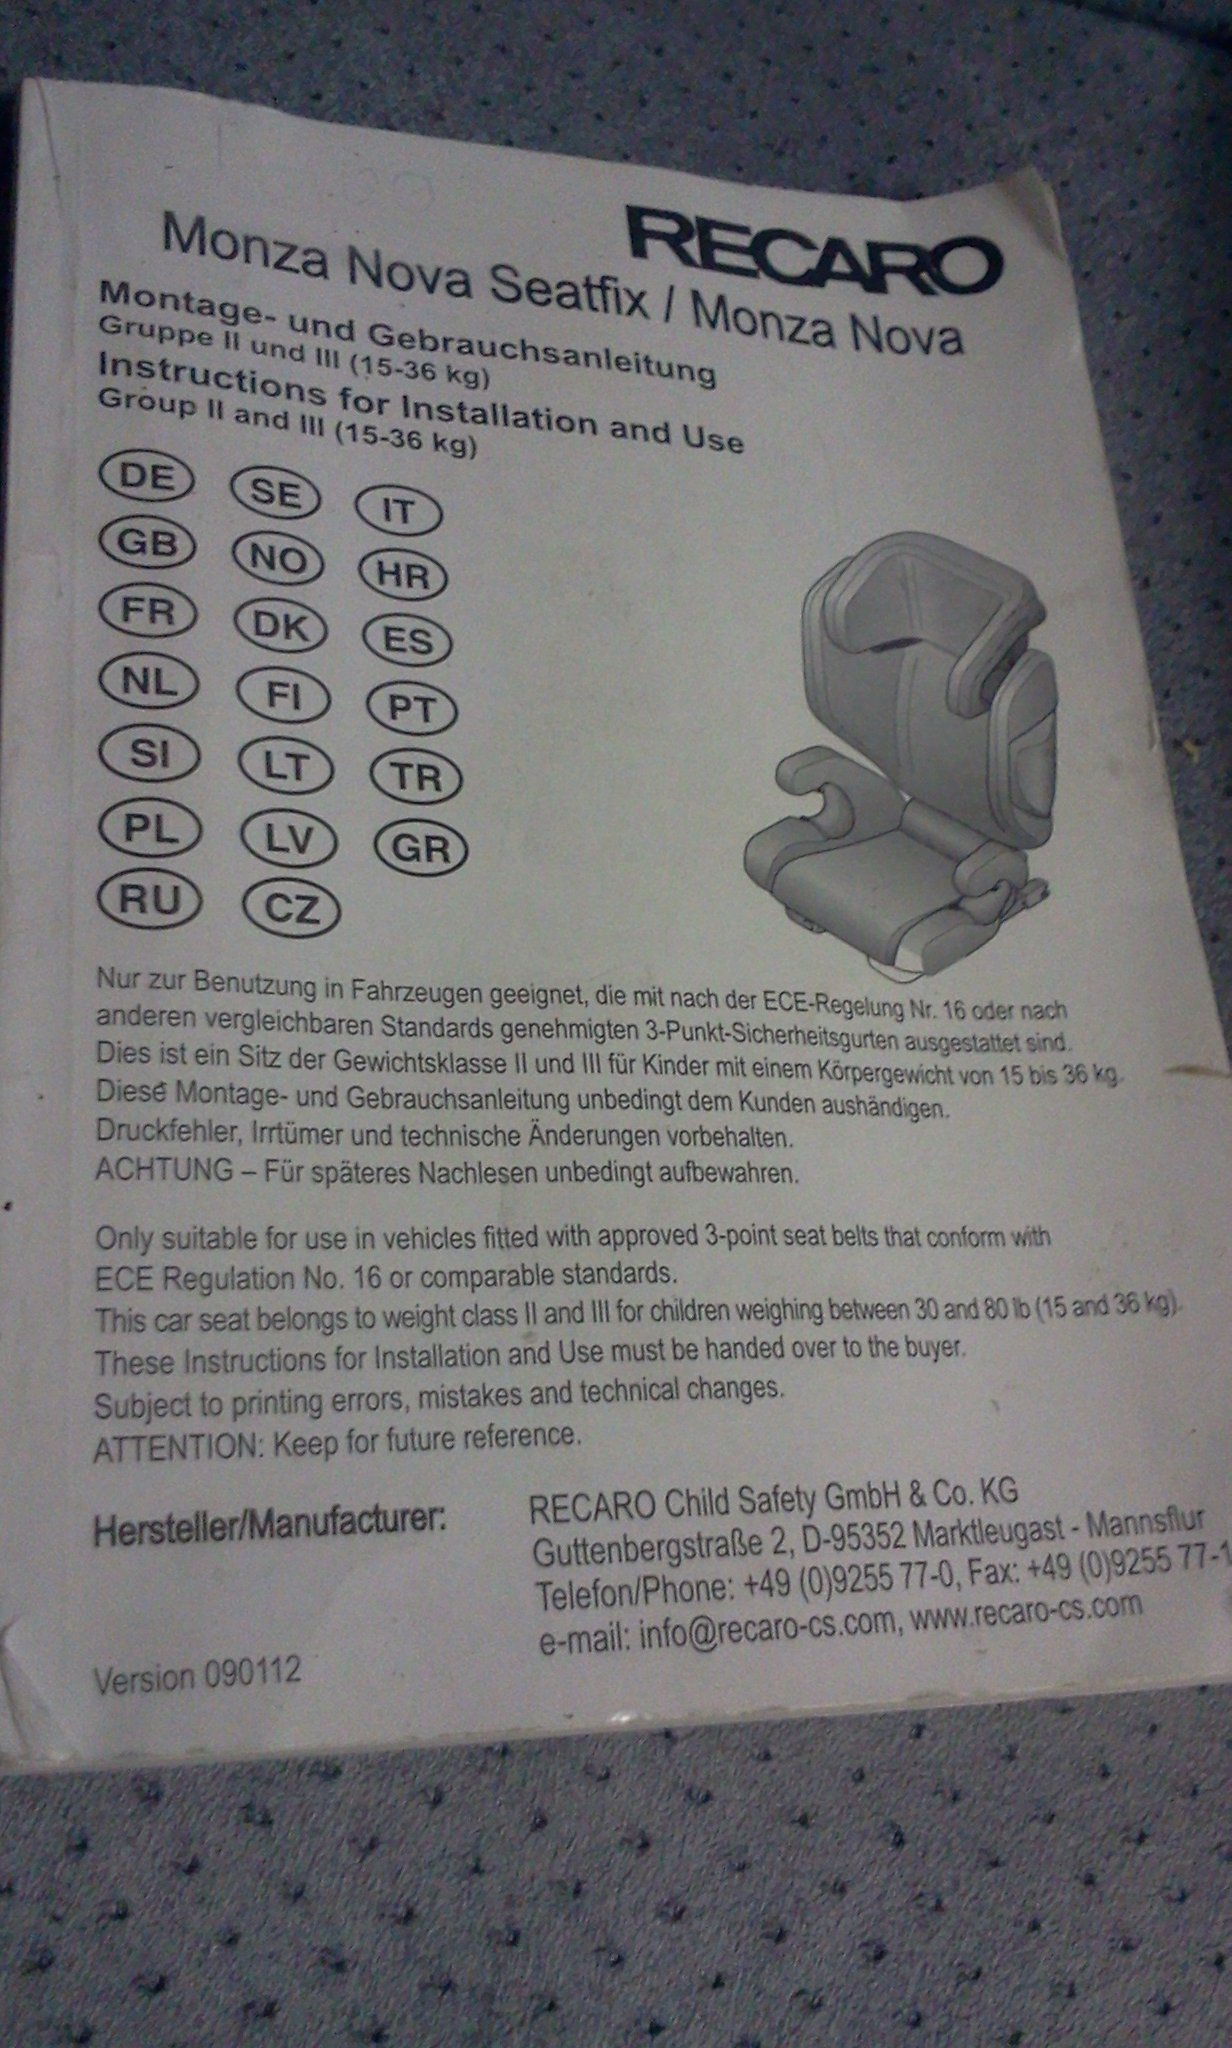 RECARO
Monza Nova Seatfix / Monza Nova
Montage- und Gebrauchsanleitung
Gruppe II und III (15-36 kg)
Instructions for Installation and Use
Group II and III (15-36 kg)
DE SE IT
GB NO HR
FR DK ES
NL FI PT
SI LT TR
PL LV GR
RU CZ
Nur zur Benutzung in Fahrzeugen geeignet, die mit nach der ECE-Regelung Nr. 16 oder nach
anderen vergleichbaren Standards genehmigten 3-Punkt-Sicherheitsgurten ausgestattet sind.
Dies ist ein Sitz der Gewichtsklasse II und III für Kinder mit einem Körpergewicht von 15 bis 36 kg.
Diese Montage- und Gebrauchsanleitung unbedingt dem Kunden aushändigen.
Druckfehler, Irrtümer und technische Änderungen vorbehalten.
ACHTUNG – Für späteres Nachlesen unbedingt aufbewahren.
Only suitable for use in vehicles fitted with approved 3-point seat belts that conform with
ECE Regulation No. 16 or comparable standards.
This car seat belongs to weight class II and III for children weighing between 30 and 80 lb (15 and 36 kg).
These Instructions for Installation and Use must be handed over to the buyer.
Subject to printing errors, mistakes and technical changes.
ATTENTION: Keep for future reference.
Hersteller/Manufacturer: RECARO Child Safety GmbH & Co. KG
Guttenbergstraße 2, D-95352 Marktleugast - Mannsflur
Telefon/Phone: +49 (0)9255 77-0, Fax: +49 (0)9255 77-1
e-mail: info@recaro-cs.com, www.recaro-cs.com
Version 090112